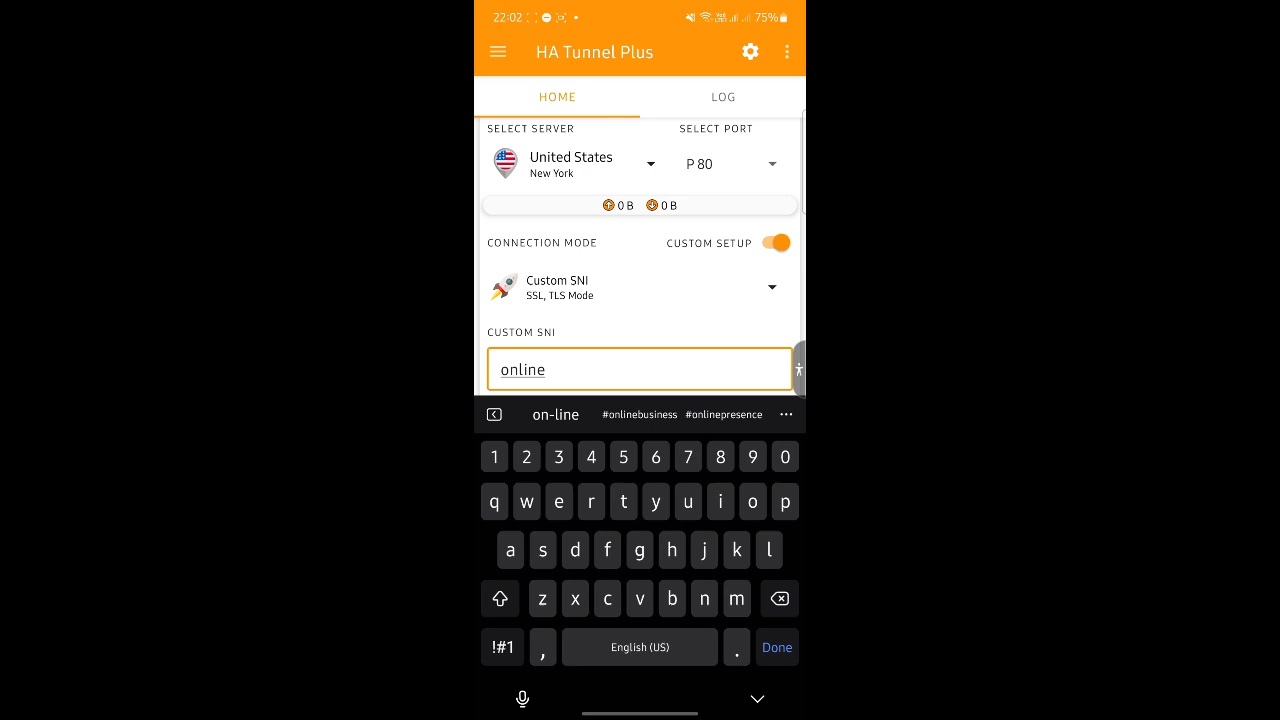 22:02 75%
HA Tunnel Plus
HOME LOG
SELECT SERVER SELECT PORT
United States
New York
P 80
0 B 0 B
CONNECTION MODE CUSTOM SETUP
Custom SNI
SSL, TLS Mode
CUSTOM SNI
online
on-line #onlinebusiness #onlinepresence
1 2 3 4 5 6 7 8 9 0
q w e r t y u i o p
a s d f g h j k l
z x c v b n m
!#1 , English (US) . Done